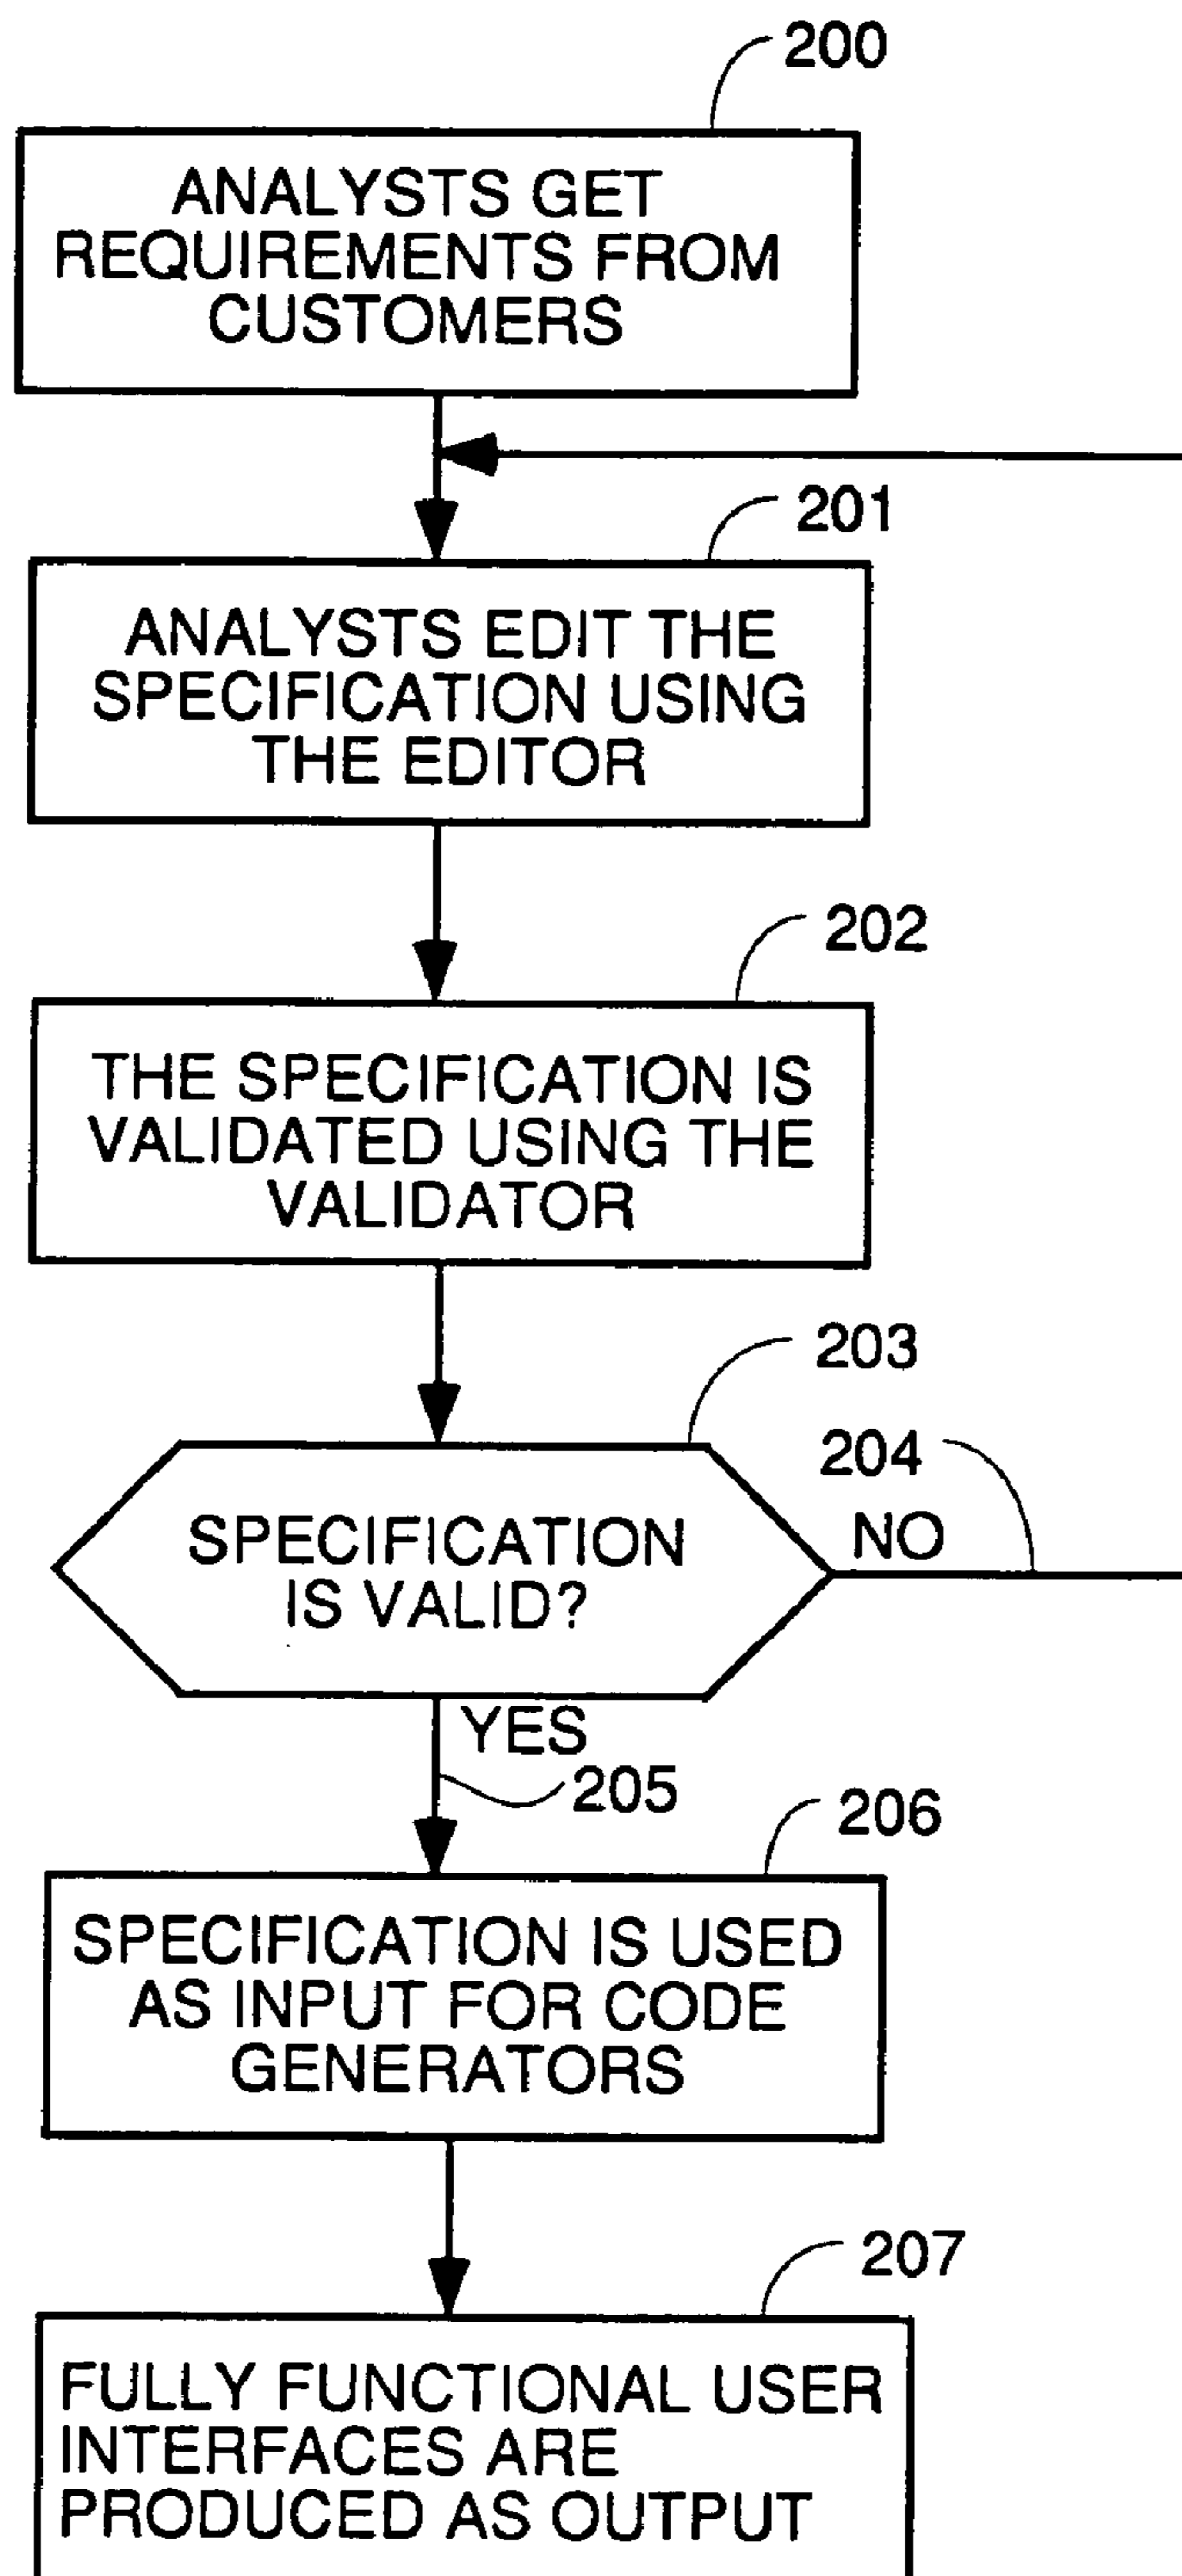 200
ANALYSTS GET
REQUIREMENTS FROM
CUSTOMERS
201
ANALYSTS EDIT THE
SPECIFICATION USING
THE EDITOR
202
THE SPECIFICATION IS
VALIDATED USING THE
VALIDATOR
203
SPECIFICATION
IS VALID?
204
NO
YES
205
206
SPECIFICATION IS USED
AS INPUT FOR CODE
GENERATORS
207
FULLY FUNCTIONAL USER
INTERFACES ARE
PRODUCED AS OUTPUT